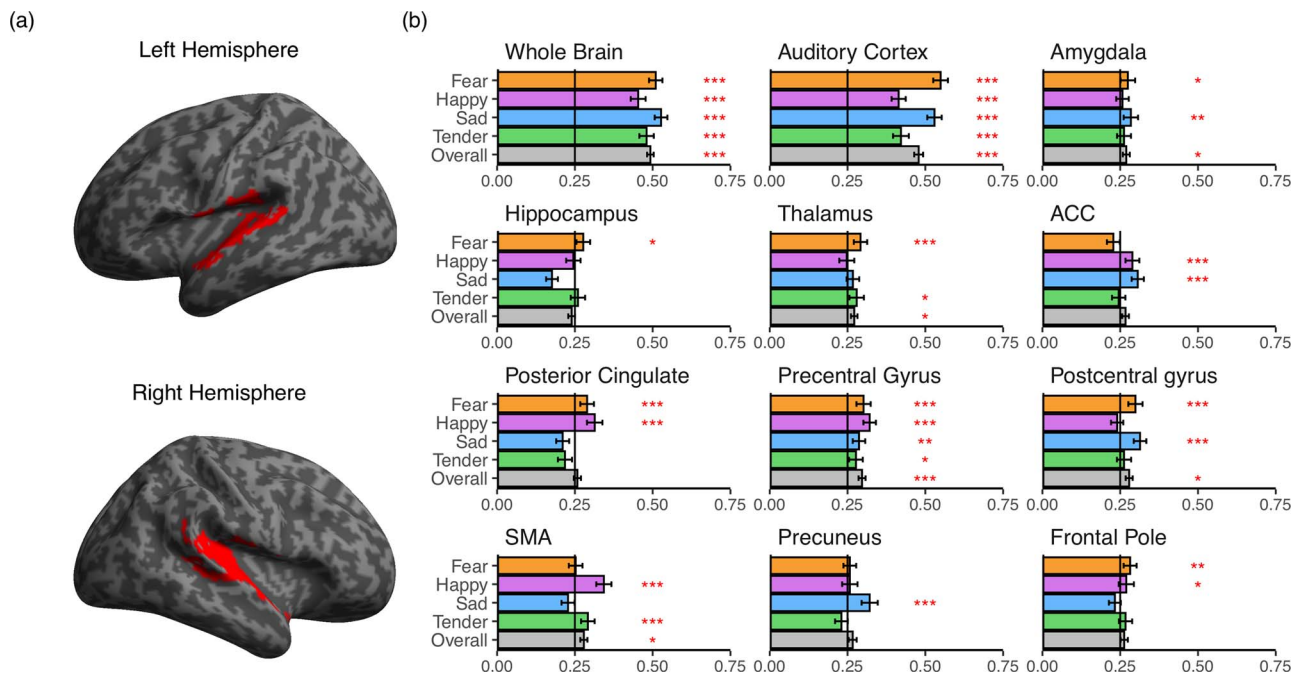 (a)
Left Hemisphere
Right Hemisphere
(b)
Whole Brain
Fear ***
Happy ***
Sad ***
Tender ***
Overall ***
0.00 0.25 0.50 0.75
Auditory Cortex
***
***
***
***
***
0.00 0.25 0.50 0.75
Amygdala
*
**
*
0.00 0.25 0.50 0.75
Hippocampus
Fear *
Happy
Sad
Tender
Overall
0.00 0.25 0.50 0.75
Thalamus
***
*
*
0.00 0.25 0.50 0.75
ACC
***
***
0.00 0.25 0.50 0.75
Posterior Cingulate
Fear ***
Happy ***
Sad
Tender
Overall
0.00 0.25 0.50 0.75
Precentral Gyrus
***
***
**
*
***
0.00 0.25 0.50 0.75
Postcentral gyrus
***
***
*
0.00 0.25 0.50 0.75
SMA
Fear
Happy ***
Sad
Tender ***
Overall *
0.00 0.25 0.50 0.75
Precuneus
***
0.00 0.25 0.50 0.75
Frontal Pole
**
*
0.00 0.25 0.50 0.75